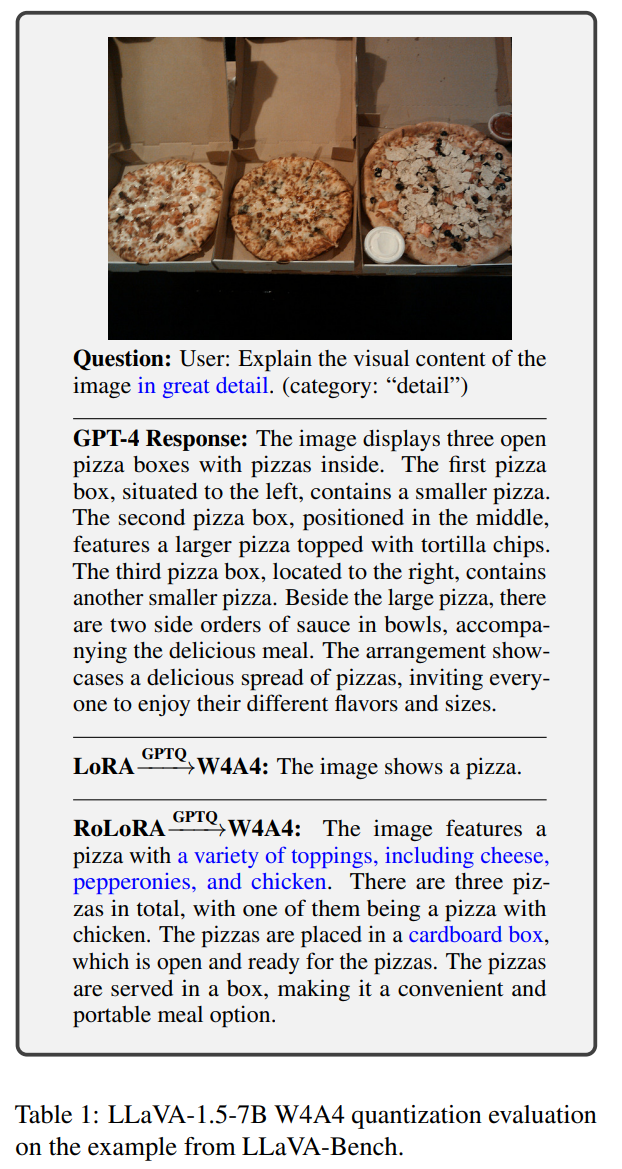 Question: User: Explain the visual content of the
image in great detail. (category: “detail”)
GPT-4 Response: The image displays three open
pizza boxes with pizzas inside. The first pizza
box, situated to the left, contains a smaller pizza.
The second pizza box, positioned in the middle,
features a larger pizza topped with tortilla chips.
The third pizza box, located to the right, contains
another smaller pizza. Beside the large pizza, there
are two side orders of sauce in bowls, accompa-
nying the delicious meal. The arrangement show-
cases a delicious spread of pizzas, inviting every-
one to enjoy their different flavors and sizes.
LoRA GPTQ→ W4A4: The image shows a pizza.
RoLoRA GPTQ→ W4A4: The image features a
pizza with a variety of toppings, including cheese,
pepperonies, and chicken. There are three piz-
zas in total, with one of them being a pizza with
chicken. The pizzas are placed in a cardboard box,
which is open and ready for the pizzas. The pizzas
are served in a box, making it a convenient and
portable meal option.
Table 1: LLaVA-1.5-7B W4A4 quantization evaluation
on the example from LLaVA-Bench.